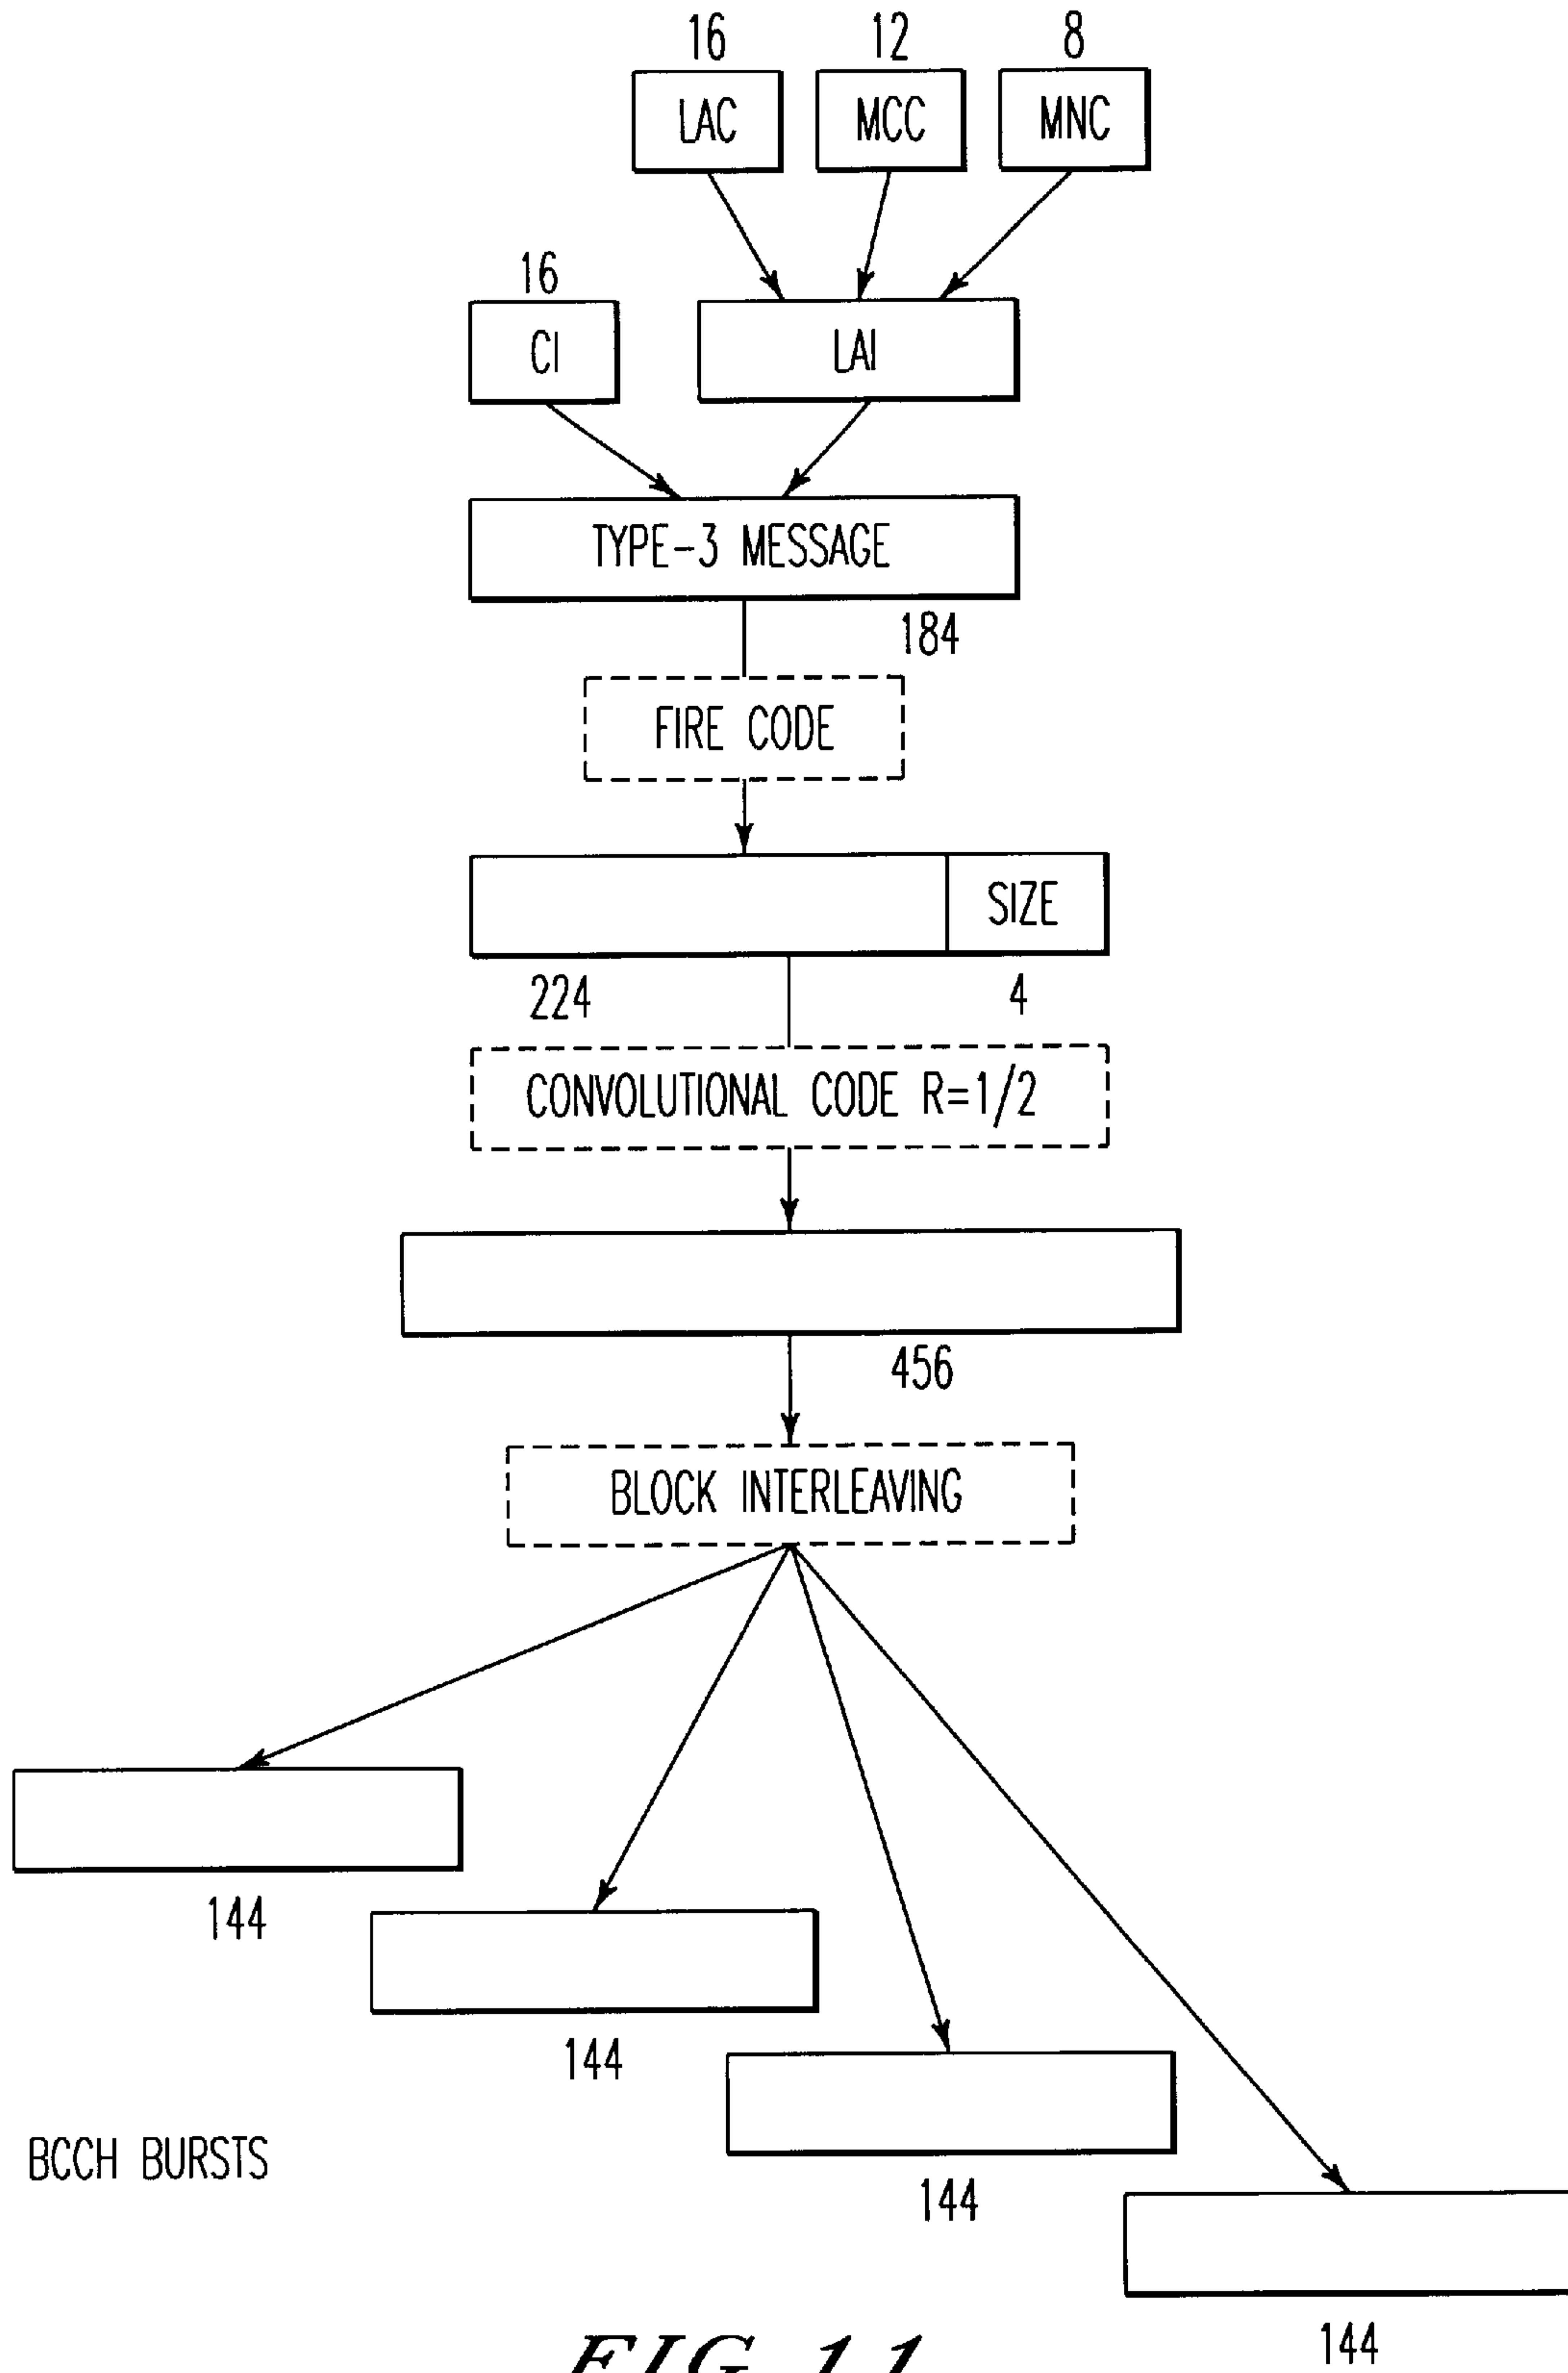 16 12 8
LAC MCC MNC
16
CI LAI
TYPE-3 MESSAGE
184
FIRE CODE
SIZE
224 4
CONVOLUTIONAL CODE R=1/2
456
BLOCK INTERLEAVING
144
144
BCCH BURSTS
144
144
FIG.11